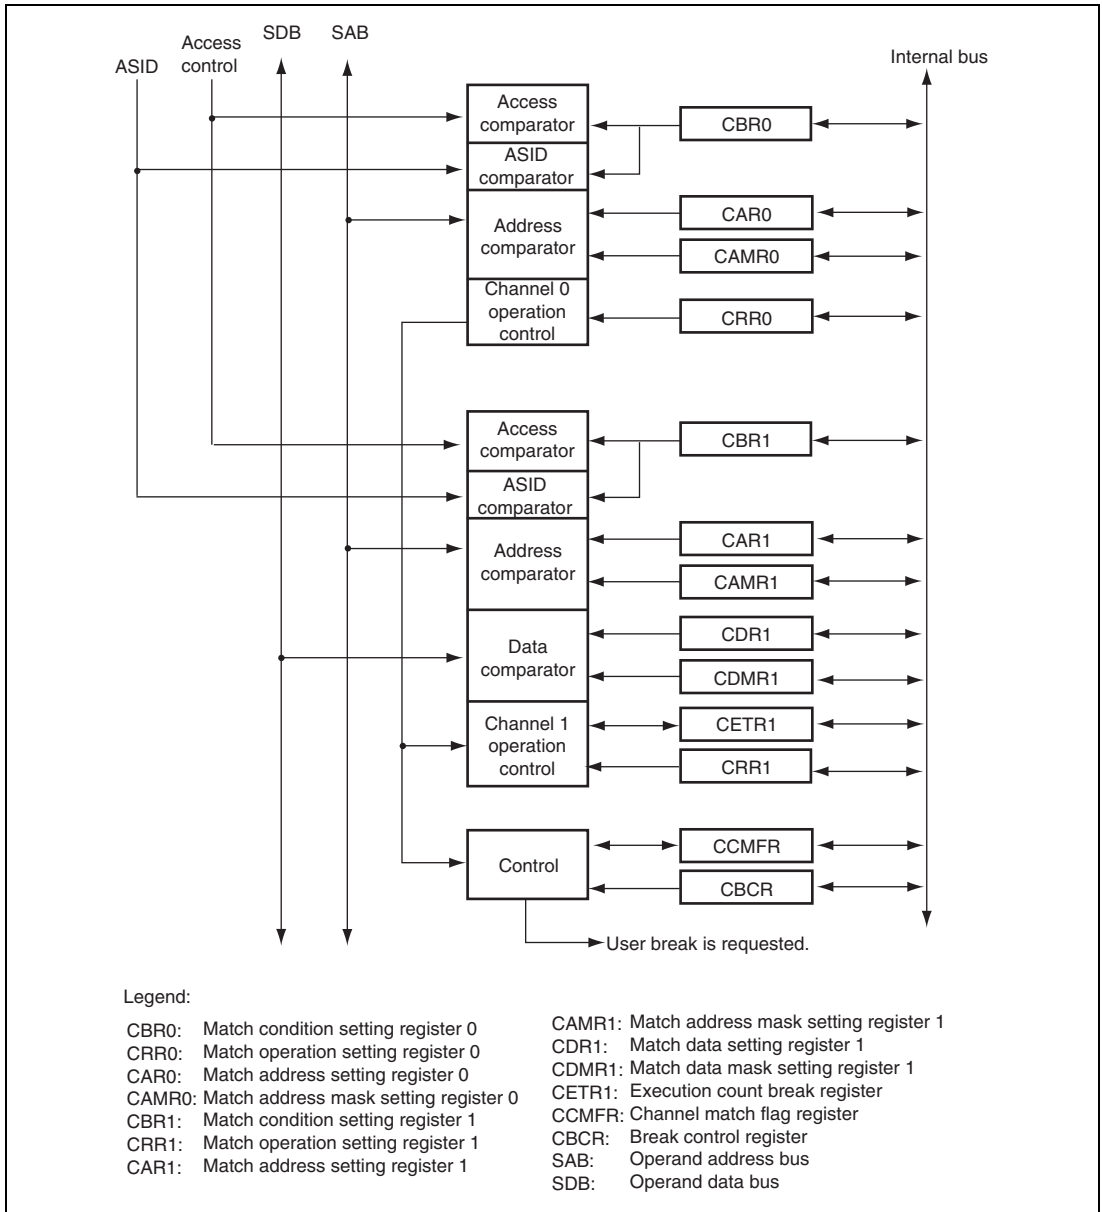 SDB
SAB
Access
control
ASID
Internal bus
Access
comparator
CBR0
ASID
comparator
Address
comparator
CAR0
CAMR0
Channel 0
operation
control
CRR0
Access
comparator
CBR1
ASID
comparator
Address
comparator
CAR1
CAMR1
Data
comparator
CDR1
CDMR1
Channel 1
operation
control
CETR1
CRR1
Control
CCMFR
CBCR
User break is requested.
Legend:
CBR0: Match condition setting register 0
CRR0: Match operation setting register 0
CAR0: Match address setting register 0
CAMR0: Match address mask setting register 0
CBR1: Match condition setting register 1
CRR1: Match operation setting register 1
CAR1: Match address setting register 1
CAMR1: Match address mask setting register 1
CDR1: Match data setting register 1
CDMR1: Match data mask setting register 1
CETR1: Execution count break register
CCMFR: Channel match flag register
CBCR: Break control register
SAB: Operand address bus
SDB: Operand data bus